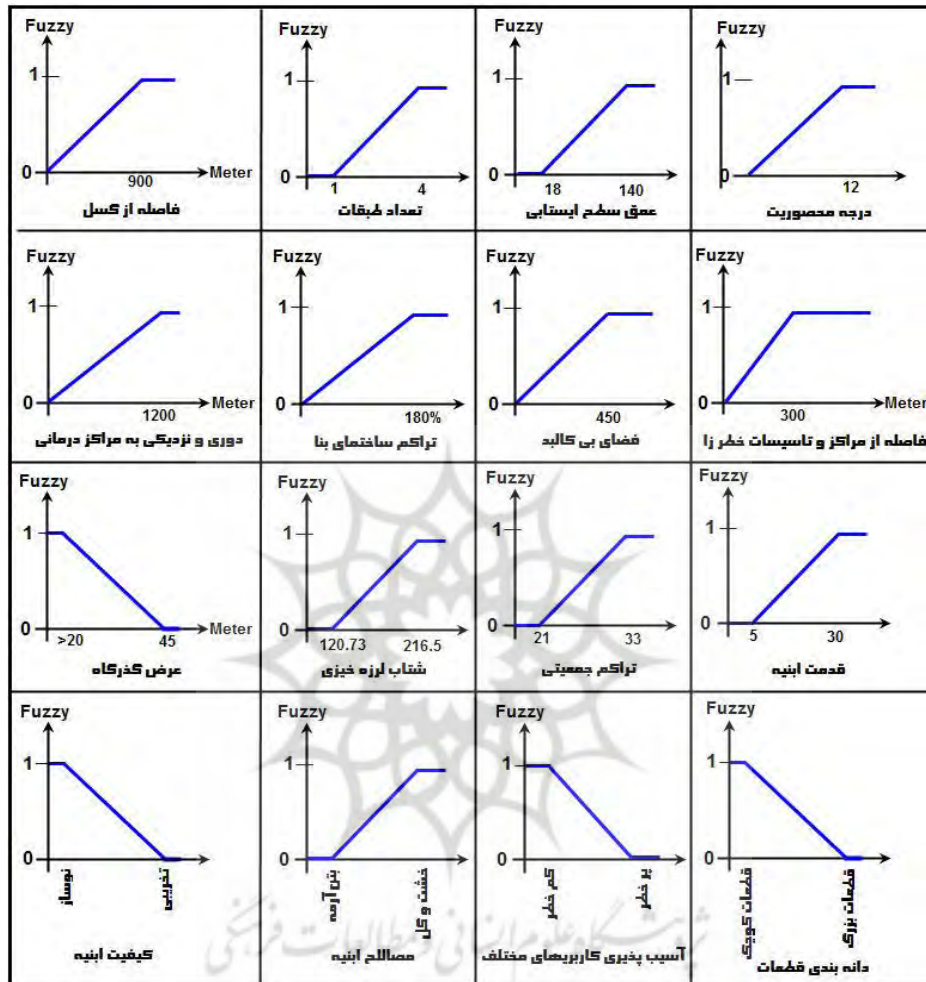 Fuzzy
1
0
900
Meter
فاصله از گسل
Fuzzy
1
0
1
4
تعداد طبقات
Fuzzy
1
0
18
140
عمق سطح ایستابی
Fuzzy
1
0
12
درجه محصوریت
Fuzzy
1
0
1200
Meter
دوری و نزدیکی به مراکز درمانی
Fuzzy
1
0
180%
تراکم ساختمای بنا
Fuzzy
1
0
450
فضای بی کالبد
Fuzzy
1
0
300
فاصله از مراکز و تاسیسات خطر زا
Fuzzy
1
0
>20
45
Meter
عرض گذرگاه
Fuzzy
1
0
120.73
216.5
شتاب لرزه خیزی
Fuzzy
1
0
21
33
تراکم جمعیتی
Fuzzy
1
0
5
30
قدمت ابنیه
Fuzzy
1
0
نوساز
تخریبی
کیفیت ابنیه
Fuzzy
1
0
بتن آرمه
خشت و گل
مصاللح ابنیه
Fuzzy
1
0
کم خطر
پر خطر
آسیب پذیری کاربریهای مختلف
Fuzzy
1
0
قطعات کوچک
قطعات بزرگ
دانه بندی قطعات
پژوهشگاه علوم انسانی و مطالعات فرهنگی